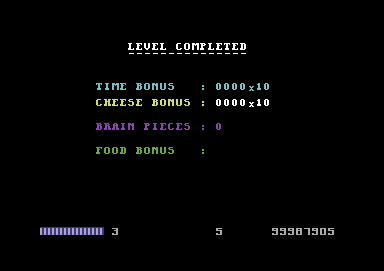 LEVEL COMPLETED
TIME BONUS : 0000x10
CHEESE BONUS : 0000x10
BRAIN PIECES : 0
FOOD BONUS :
3 5 99987905